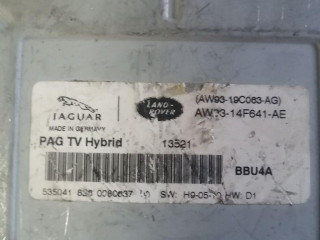 JAGUAR
MADE IN GERMANY
LAND-
ROVER
(AW93-19C063-AG)
AW93-14F641-AE
PAG TV Hybrid 13521
BBU4A
SW: HW: D1